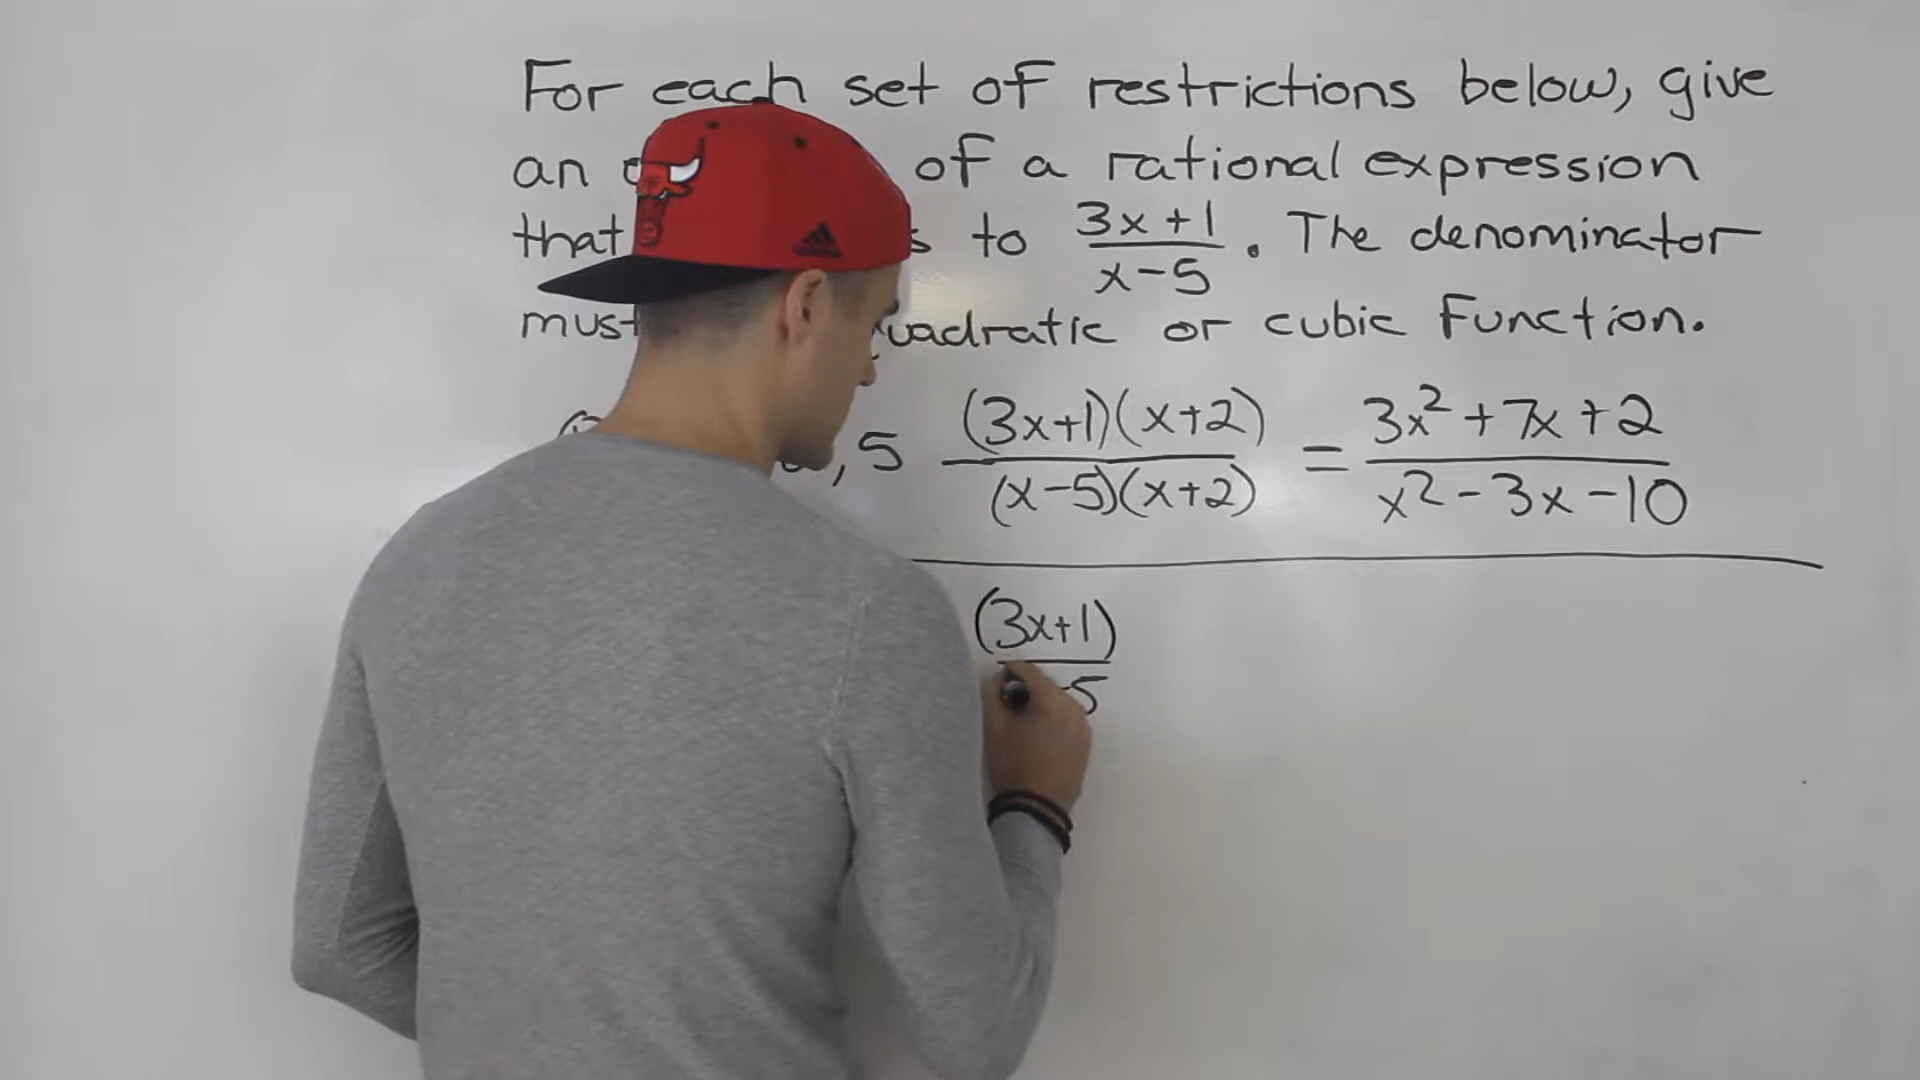 For each set of restrictions below, give
an of a rational expression
that to 3x+1/x-5 . The denominator
must or cubic function.
,5 (3x+1)(x+2)/(x-5)(x+2) = 3x²+7x+2/x²-3x-10
(3x+1)
-5